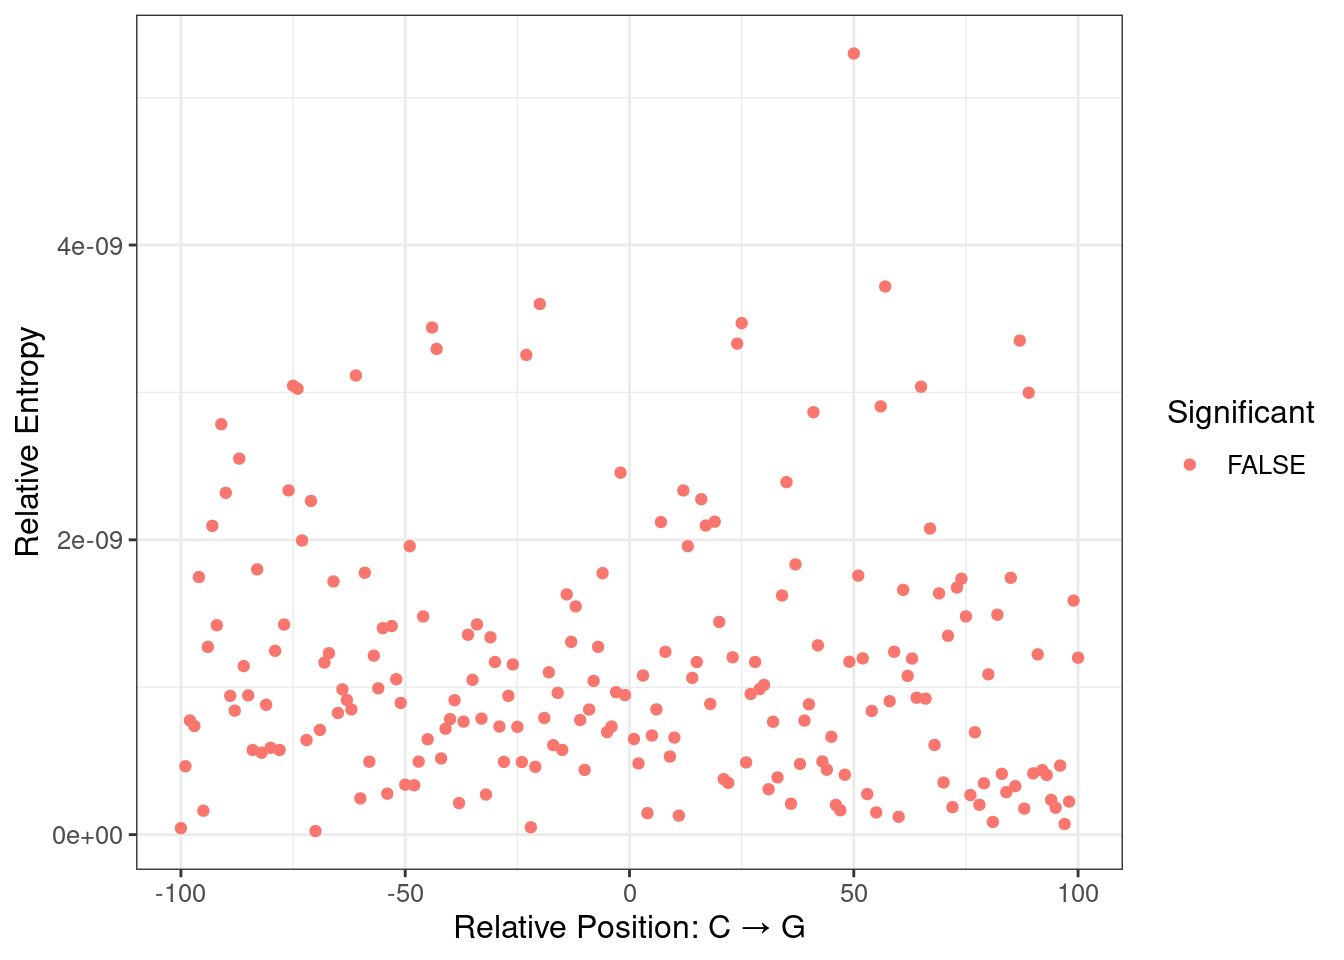 Relative Entropy
4e-09
2e-09
0e+00
-100
-50
0
50
100
Relative Position: C → G
Significant
FALSE